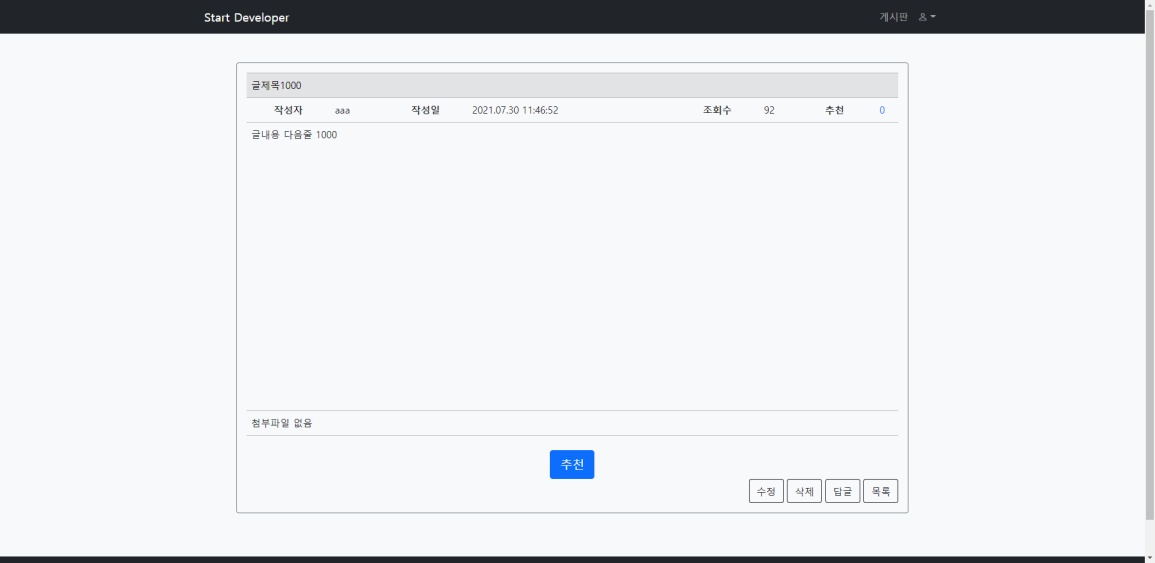 Start Developer 게시판
글제목1000
작성자 aaa 작성일 2021.07.30 11:46:52 조회수 92 추천 0
글내용 다음줄 1000
첨부파일 없음
추천
수정 삭제 답글 목록